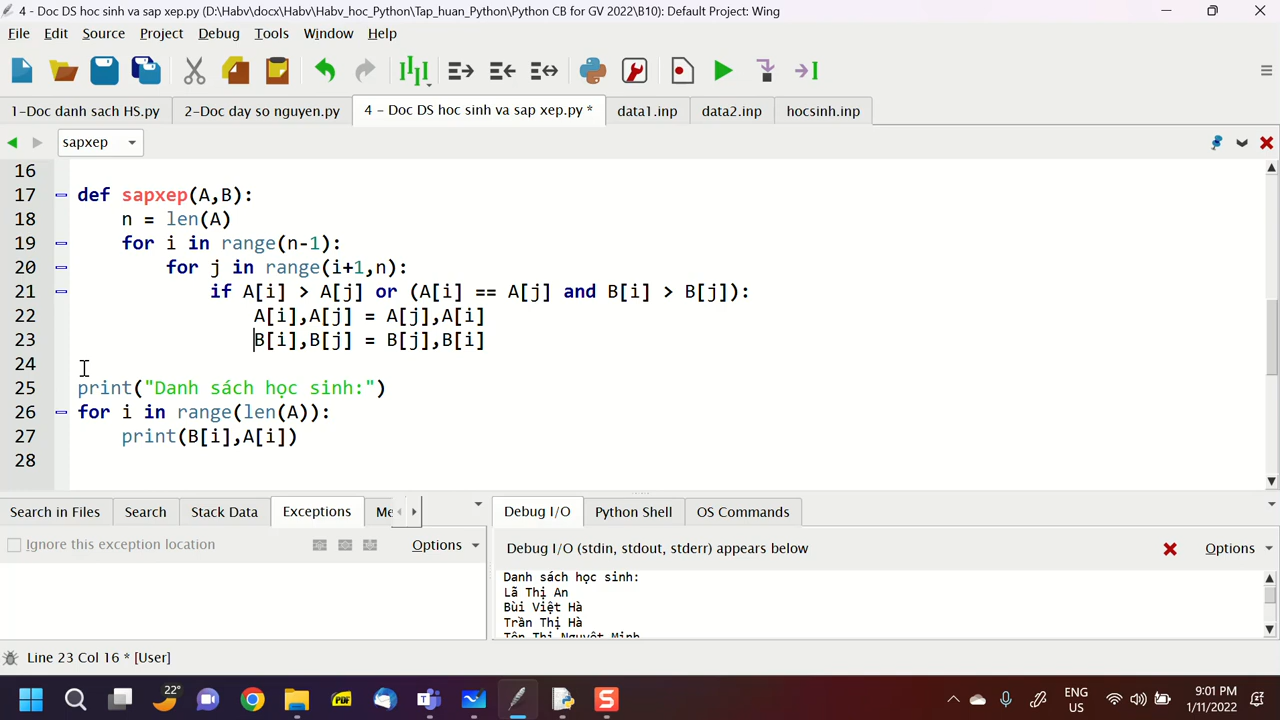 4 - Doc DS hoc sinh va sap xep.py (D:\Habv\docx\Habv\Habv_hoc_Python\Tap_huan_Python\Python CB for GV 2022\B10): Default Project: Wing
File Edit Source Project Debug Tools Window Help
1-Doc danh sach HS.py 2-Doc day so nguyen.py 4 - Doc DS hoc sinh va sap xep.py * data1.inp data2.inp hocsinh.inp
sapxep
16
17 def sapxep(A,B):
18 n = len(A)
19 for i in range(n-1):
20 for j in range(i+1,n):
21 if A[i] > A[j] or (A[i] == A[j] and B[i] > B[j]):
22 A[i],A[j] = A[j],A[i]
23 B[i],B[j] = B[j],B[i]
24
25 print("Danh sách học sinh:")
26 for i in range(len(A)):
27 print(B[i],A[i])
28
Search in Files Search Stack Data Exceptions Me Debug I/O Python Shell OS Commands
Ignore this exception location Options Debug I/O (stdin, stdout, stderr) appears below Options
Danh sách học sinh:
Lã Thị An
Bùi Việt Hà
Trần Thị Hà
Tôn Thị Nguyệt Minh
Line 23 Col 16 * [User]
22° PDF S ENG US 9:01 PM 1/11/2022